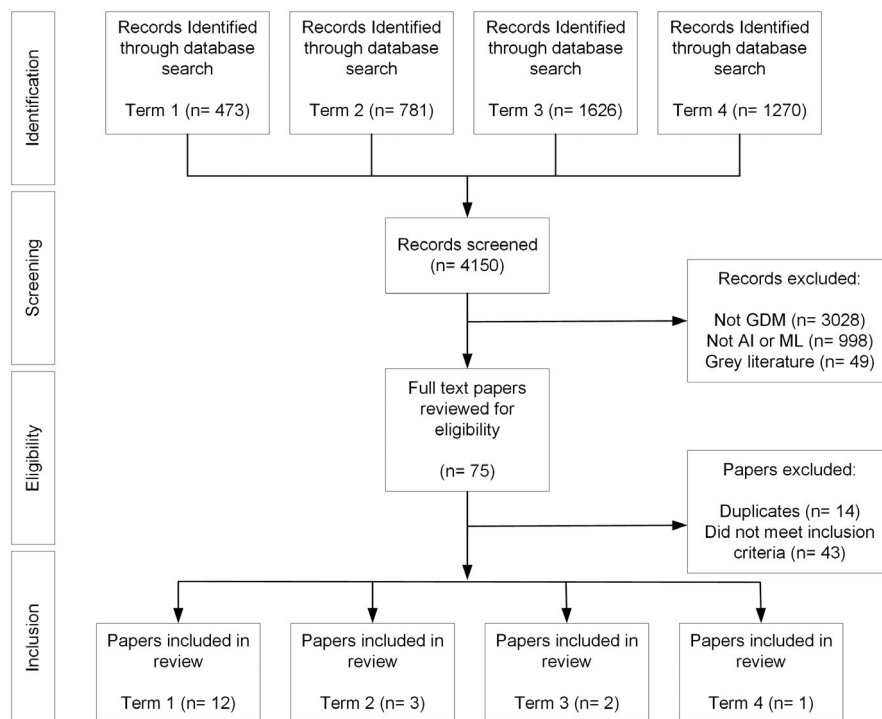 Identification
Records Identified
through database
search
Term 1 (n= 473)
Records Identified
through database
search
Term 2 (n= 781)
Records Identified
through database
search
Term 3 (n= 1626)
Records Identified
through database
search
Term 4 (n= 1270)
Screening
Records screened
(n= 4150)
Records excluded:
Not GDM (n= 3028)
Not AI or ML (n= 998)
Grey literature (n= 49)
Eligibility
Full text papers
reviewed for
eligibility
(n= 75)
Papers excluded:
Duplicates (n= 14)
Did not meet inclusion
criteria (n= 43)
Inclusion
Papers included in
review
Term 1 (n= 12)
Papers included in
review
Term 2 (n= 3)
Papers included in
review
Term 3 (n= 2)
Papers included in
review
Term 4 (n= 1)